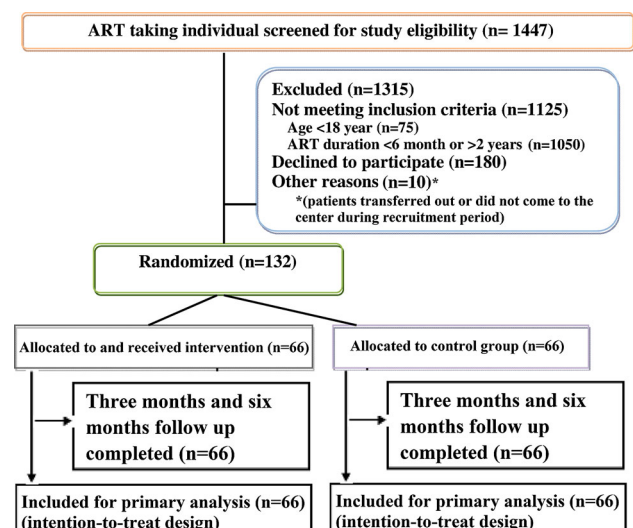 ART taking individual screened for study eligibility (n= 1447)
Excluded (n=1315)
Not meeting inclusion criteria (n=1125)
Age <18 year (n=75)
ART duration <6 month or >2 years (n=1050)
Declined to participate (n=180)
Other reasons (n=10)*
*(patients transferred out or did not come to the
center during recruitment period)
Randomized (n=132)
Allocated to and received intervention (n=66)
Allocated to control group (n=66)
Three months and six
months follow up
completed (n=66)
Three months and six
months follow up
completed (n=66)
Included for primary analysis (n=66)
(intention-to-treat design)
Included for primary analysis (n=66)
(intention-to-treat design)